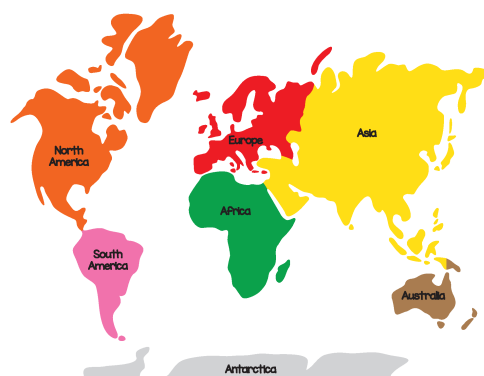 North
America
Europe
Asia
Africa
South
America
Australia
Antarctica